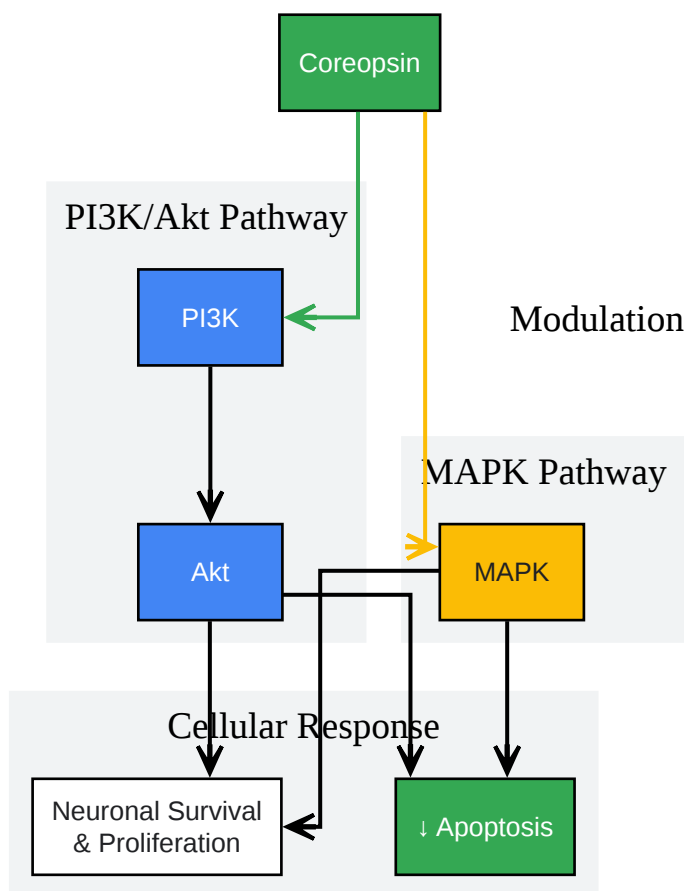 Coreopsin
PI3K/Akt Pathway
PI3K
Modulation
MAPK Pathway
Akt
MAPK
Cellular Response
Neuronal Survival
& Proliferation
↓ Apoptosis